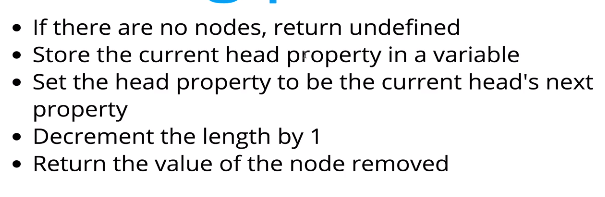 • If there are no nodes, return undefined
• Store the current head property in a variable
• Set the head property to be the current head's next
property
• Decrement the length by 1
• Return the value of the node removed